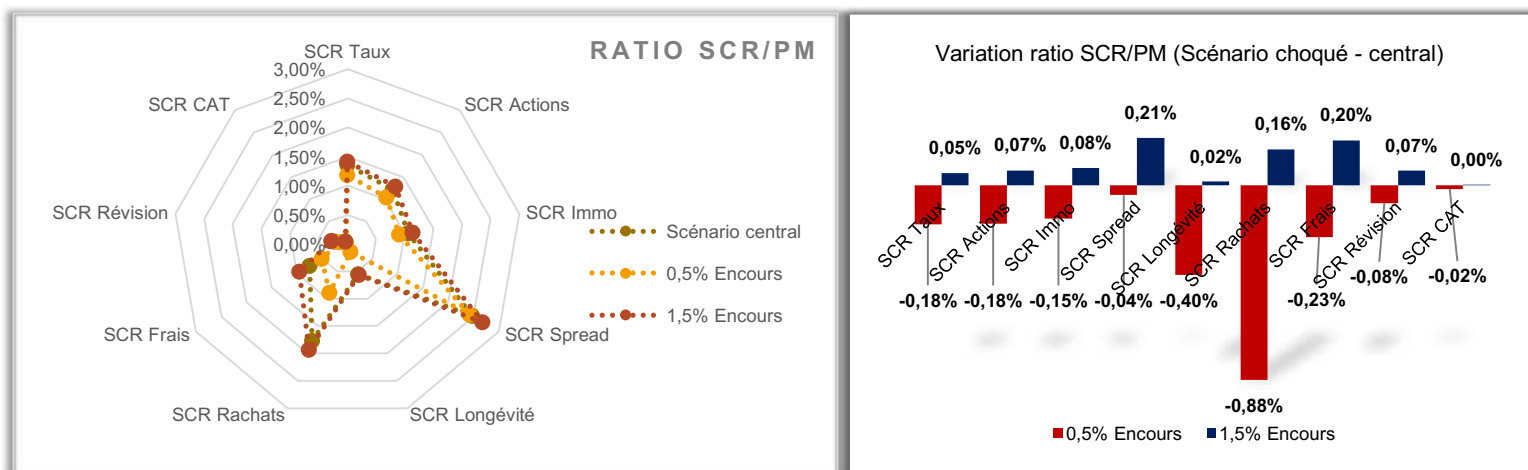 RATIO SCR/PM
SCR Taux
SCR Actions
SCR Immo
SCR Spread
SCR Longévité
SCR Rachats
SCR Frais
SCR Révision
SCR CAT
3,00%
2,50%
2,00%
1,50%
1,00%
0,50%
0,00%
Scénario central
0,5% Encours
1,5% Encours
Variation ratio SCR/PM (Scénario choqué - central)
0,05%
0,07%
0,08%
0,21%
0,02%
0,16%
0,20%
0,07%
0,00%
SCR Taux
SCR Actions
SCR Immo
SCR Spread
SCR Longévité
SCR Rachats
SCR Frais
SCR Révision
SCR CAT
-0,18%
-0,18%
-0,15%
-0,04%
-0,40%
-0,88%
-0,23%
-0,08%
-0,02%
0,5% Encours
1,5% Encours